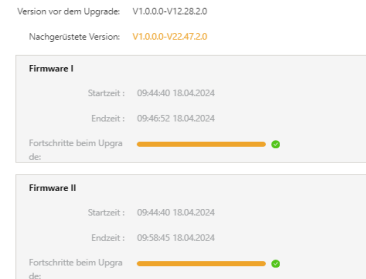 Version vor dem Upgrade: V1.0.0.0-V12.28.2.0
Nachgerüstete Version: V1.0.0.0-V22.47.2.0
Firmware I
Startzeit : 09:44:40 18.04.2024
Endzeit : 09:46:52 18.04.2024
Fortschritte beim Upgra
de:
Firmware II
Startzeit : 09:44:40 18.04.2024
Endzeit : 09:58:45 18.04.2024
Fortschritte beim Upgra
de: